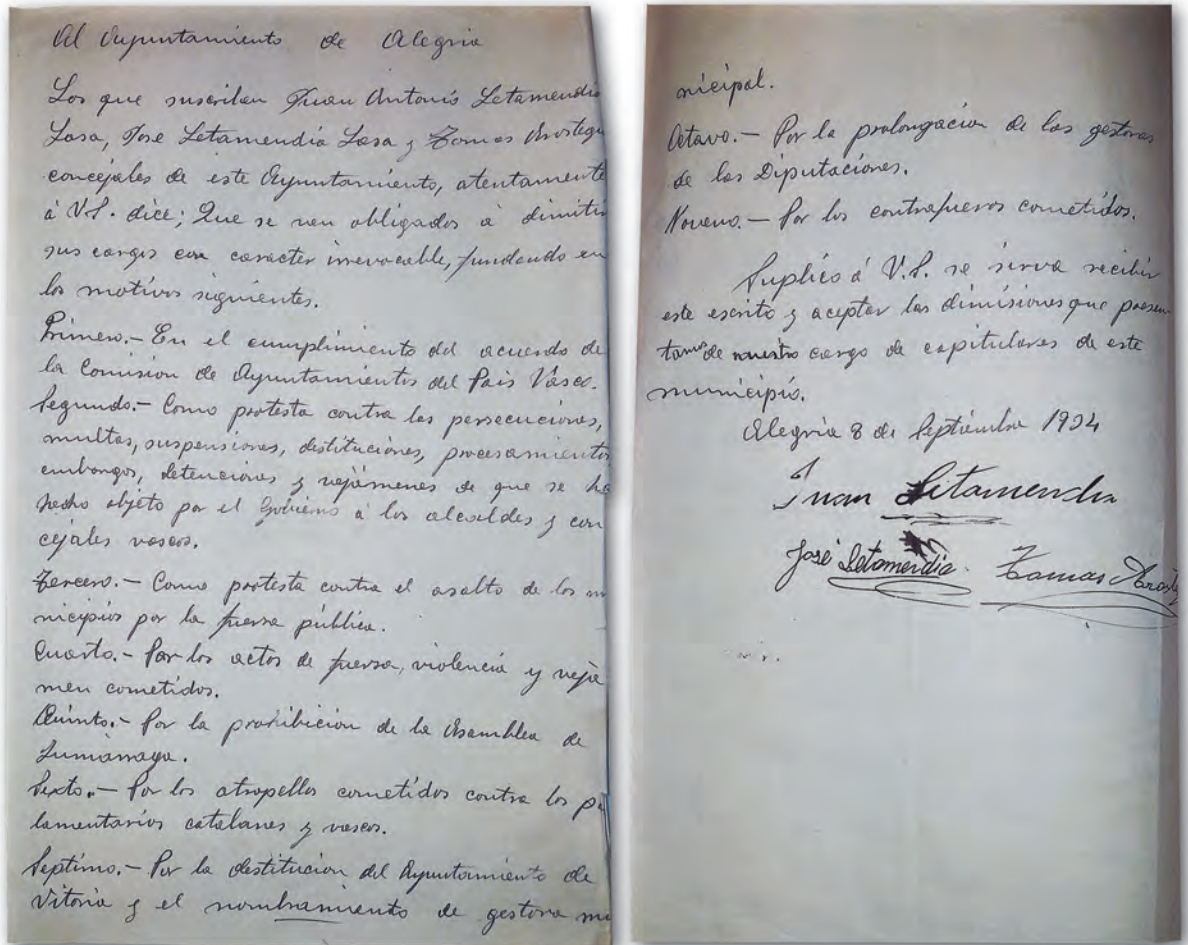 Al Ayuntamiento de Alegria
Los que suscriben Juan Antonio Letamendia
Lasa, Jose Letamendia Lasa y Tomas Arostegu
concejales de este Ayuntamiento, atentamente
á V.S. dice; Que se ven obligados a dimitir
sus cargos con caracter irrevocable, fundando en
los motivos siguientes.
Primero.- En el cumplimiento del acuerdo de
la Comision de Ayuntamientos del Pais Vasco.
Segundo.- Como protesta contra las persecuciones,
multas, suspensiones, destituciónes, procesamientos
embargos, detenciones y vejámenes de que se ha
hecho objeto por el Gobierno á los alcaldes y con
cejales vascos.
Tercero.- Como protesta contra el asalto de los mu
nicipios por la fuerza pública.
Cuarto.- Por los actos de fuersa, violencia y veja
men cometidos.
Quinto.- Por la prohibicion de la Asamblea de
Zumarraga.
Sexto.- Por los atropellos cometidos contra los pa
lamentarios catalanes y vascos.
Septimo.- Por la destitucion del Ayuntamiento de
Vitoria y el nombramiento de gestora mu
nicipal.
Octavo.- Por la prolongacion de las gestoras
de las Diputaciones.
Noveno.- Por los contrafueros cometidos.
Suplico á V.S. se sirva recibir
este escrito y aceptar las dimisiones que presen
tamos de nuestro cargo de capitulares de este
municipio.
Alegria 8 de Septiembre 1934
Juan Letamendia
José Letamendia. Tomas Arostegu